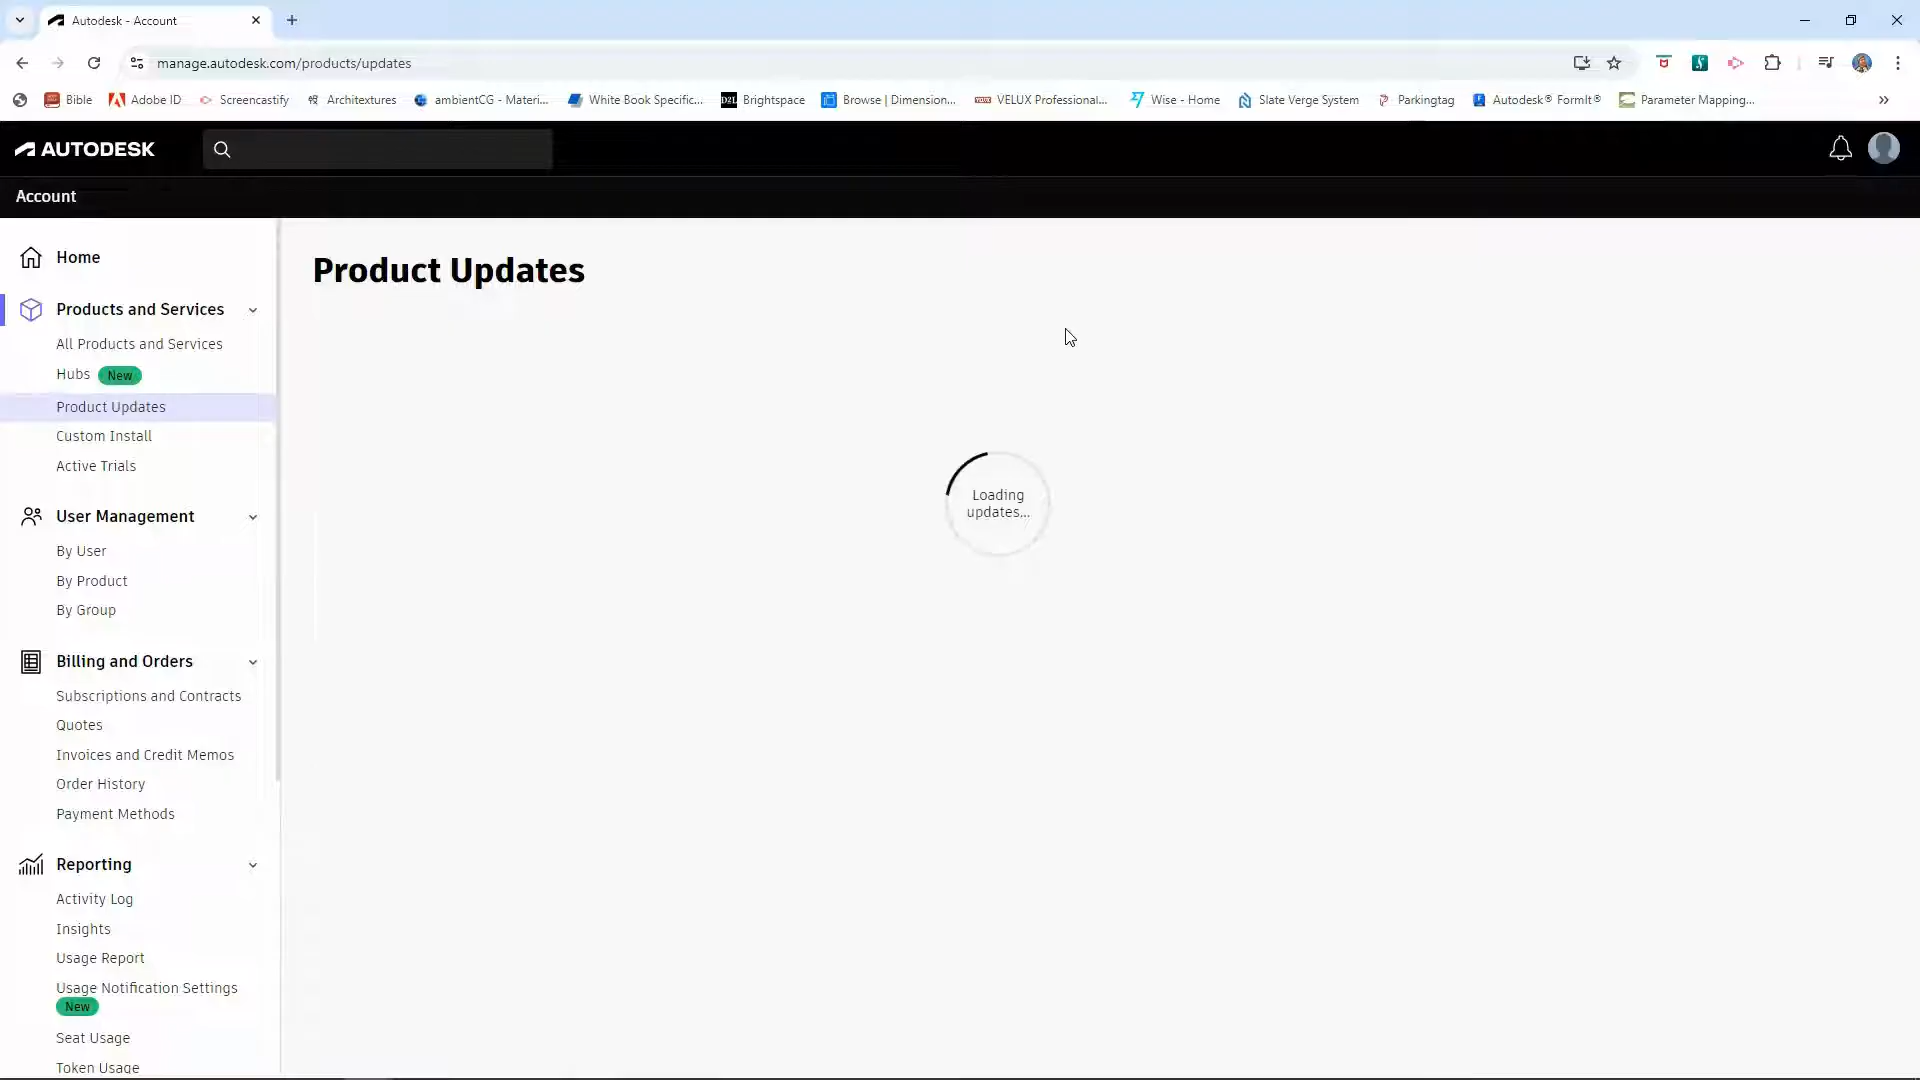 Autodesk - Account
manage.autodesk.com/products/updates
Bible
Adobe ID
Screencastify
Architextures
ambientCG - Materi...
White Book Specific...
D2L
Brightspace
Browse | Dimension...
VELUX Professional...
Wise - Home
Slate Verge System
Parkingtag
Autodesk® FormIt®
Parameter Mapping...
AUTODESK
Account
Home
Products and Services
All Products and Services
Hubs New
Product Updates
Custom Install
Active Trials
User Management
By User
By Product
By Group
Billing and Orders
Subscriptions and Contracts
Quotes
Invoices and Credit Memos
Order History
Payment Methods
Reporting
Activity Log
Insights
Usage Report
Usage Notification Settings
New
Seat Usage
Token Usage
Product Updates
Loading
updates...